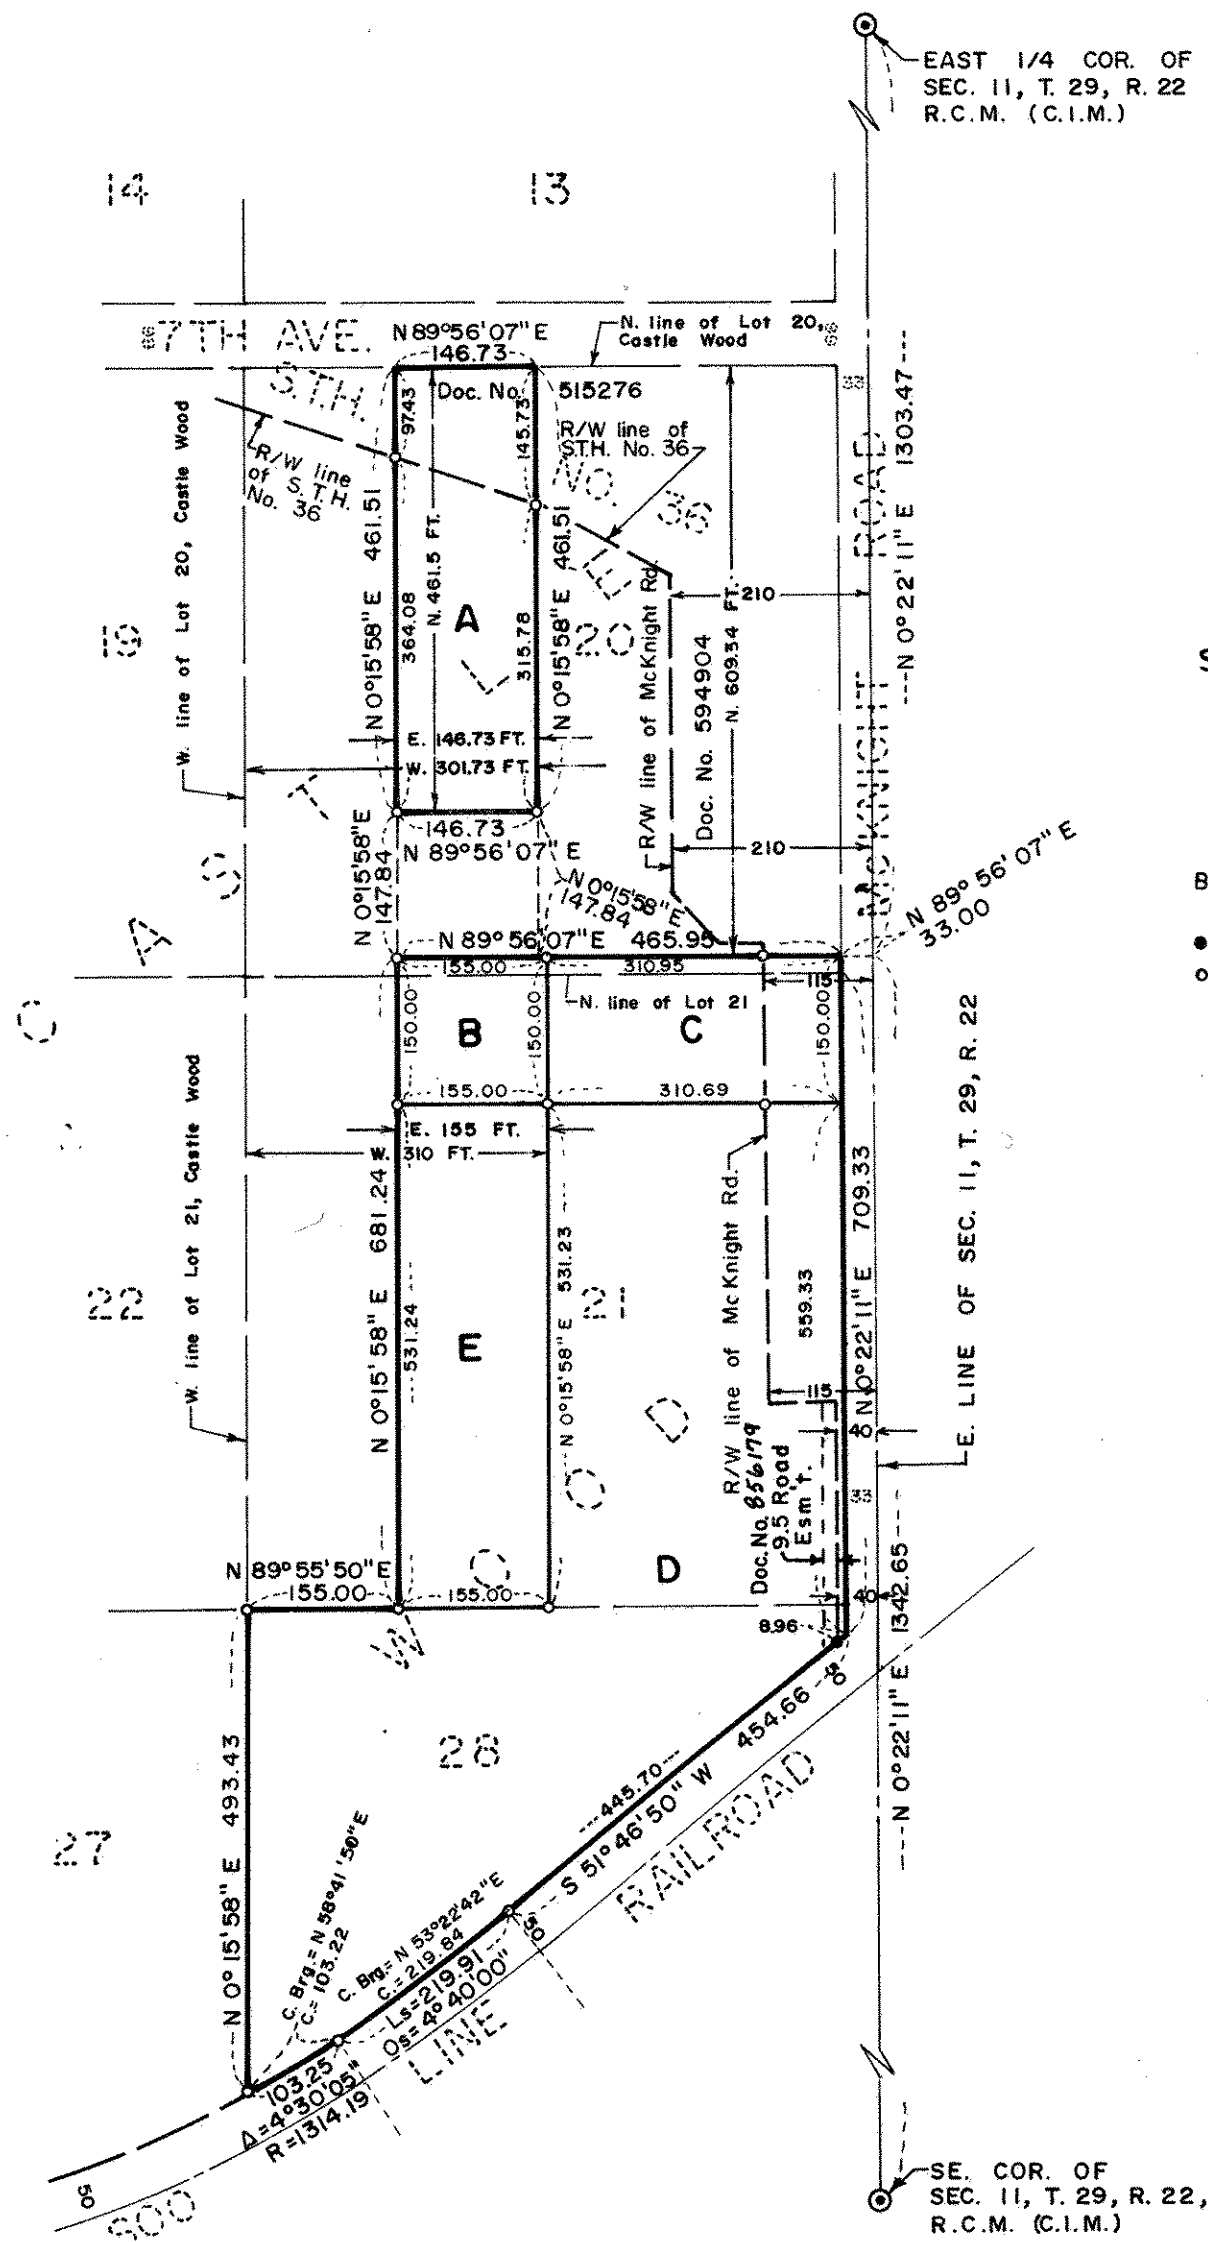 EAST 1/4 COR. OF
SEC. 11, T. 29, R. 22
R.C.M. (C.I.M.)
14
13
66
7TH AVE.
N 89°56'07" E
146.73
N. line of Lot 20,
Castle Wood
66
33
S.T.H.
NO. 36
Doc. No. 515276
97.43
145.73
R/W line of
S.T.H. No. 36
R/W line
of S.T.H.
No. 36
W. line of Lot 20, Castle Wood
N 0°15'58" E 461.51
364.08
N. 461.5 FT.
A
315.78
N 0°15'58" E 461.51
19
20
CASTLE
WOOD
210
R/W line of McKnight Rd.
Doc. No. 594904
N. 609.34 FT.
McKNIGHT ROAD
N 0°22'11" E 1303.47
S
E. 146.73 FT.
W. 301.73 FT.
146.73
N 89°56'07" E
210
N 0°15'58" E
147.84
N 0°15'58" E
147.84
N 89°56'07" E
33.00
B
N 89°56'07" E 465.95
155.00
310.95
115
N. line of Lot 21
150.00
B
150.00
C
150.00
155.00
310.69
E. 155 FT.
W. 310 FT.
W. line of Lot 21, Castle Wood
N 0°15'58" E 681.24
531.24
E
N 0°15'58" E 531.23
22
21
R/W line of McKnight Rd.
559.33
N 0°22'11" E 709.33
E. LINE OF SEC. 11, T. 29, R. 22
115
40
33
Doc. No. 856179
9.5 Road
Esm't.
D
N 89°55'50" E
155.00
155.00
40
8.96
50
N 0°22'11" E 1342.65
N 0°15'58" E 493.43
28
27
445.70
S 51°46'50" W 454.66
C. Brg.= N 58°41'50" E
C.= 103.22
C. Brg.= N 53°22'42" E
C.= 219.84
Ls=219.91
Os= 4°40'00"
50
103.25
Δ=4°30'05"
R=1314.19
SOO LINE RAILROAD
50
SE. COR. OF
SEC. 11, T. 29, R. 22,
R.C.M. (C.I.M.)